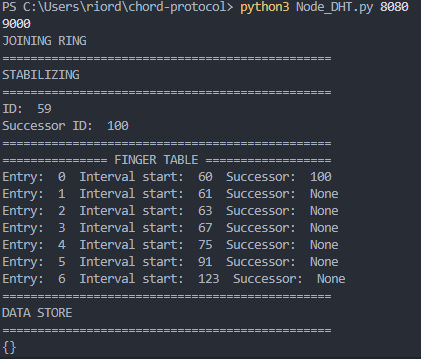 PS C:\Users\riord\chord-protocol> python3 Node_DHT.py 8080
9000
JOINING RING
===============================================
STABILIZING
===============================================
ID:  59
Successor ID:  100
===============================================
=============== FINGER TABLE ==================
Entry:  0  Interval start:  60  Successor:  100
Entry:  1  Interval start:  61  Successor:  None
Entry:  2  Interval start:  63  Successor:  None
Entry:  3  Interval start:  67  Successor:  None
Entry:  4  Interval start:  75  Successor:  None
Entry:  5  Interval start:  91  Successor:  None
Entry:  6  Interval start:  123  Successor:  None
===============================================
DATA STORE
===============================================
{}